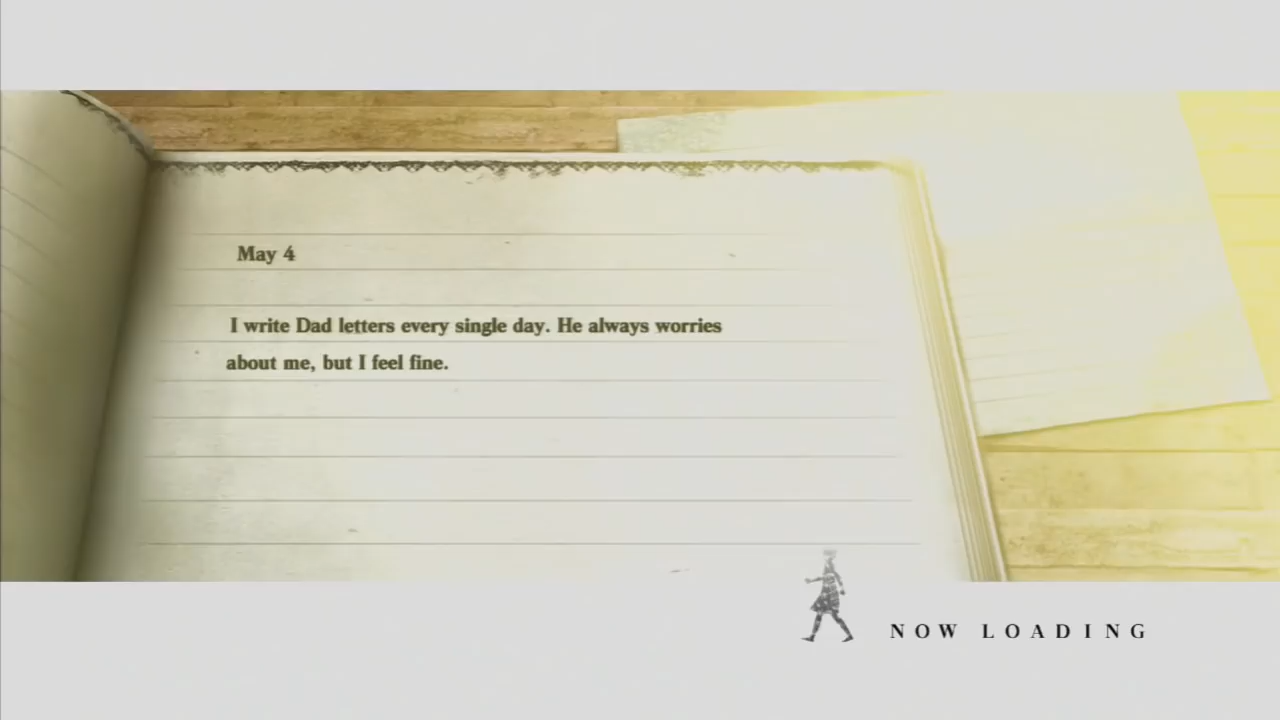 May 4
I write Dad letters every single day. He always worries
about me, but I feel fine.
NOW LOADING